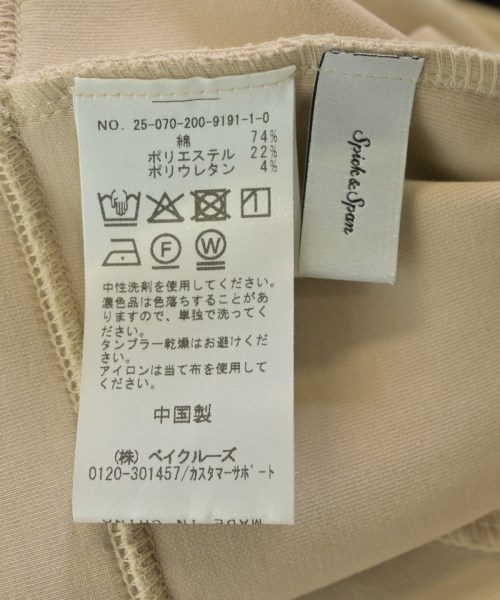 NO. 25-070-200-9191-1-0
綿 74%
ポリエステル 22%
ポリウレタン 4%
F W
中性洗剤を使用してください。
濃色品は色落ちすることがあ
りますので、単独で洗ってく
ださい。
タンブラー乾燥はお避けくだ
さい。
アイロンは当て布を使用して
ください。
中国製
(株) ベイクルーズ
0120-301457/カスタマーサポート
MADE IN CHINA
Spick & Span